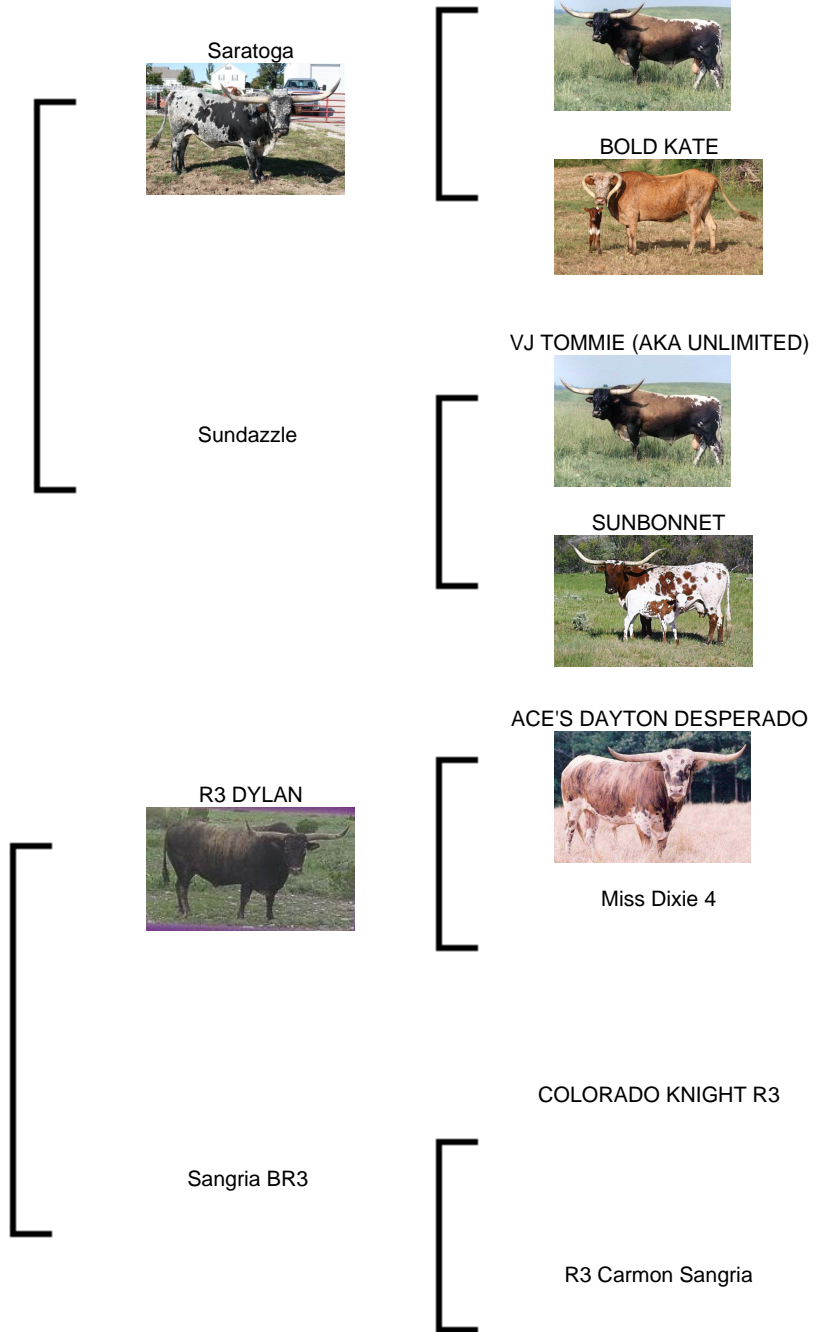 Saratoga
BOLD KATE
VJ TOMMIE (AKA UNLIMITED)
Sundazzle
SUNBONNET
ACE'S DAYTON DESPERADO
R3 DYLAN
Miss Dixie 4
COLORADO KNIGHT R3
Sangria BR3
R3 Carmon Sangria